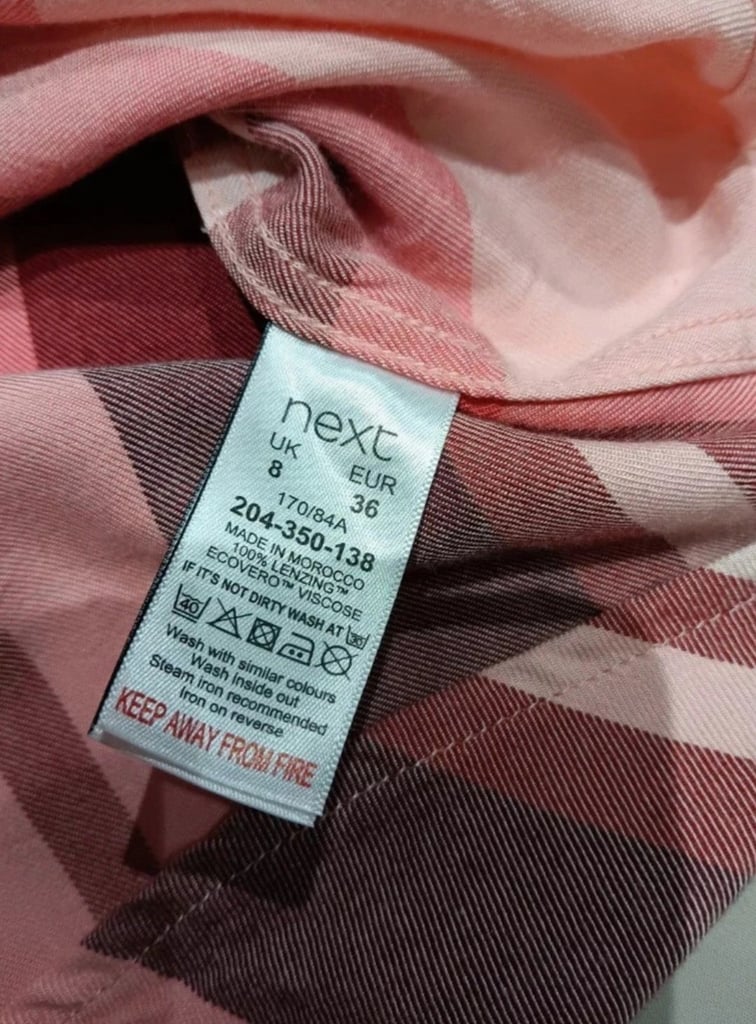 next
UK EUR
8 36
170/84A
204-350-138
MADE IN MOROCCO
100% LENZING™
ECOVERO™ VISCOSE
IF IT'S NOT DIRTY WASH AT 30
40
Wash with similar colours
Wash inside out
Steam iron recommended
Iron on reverse
KEEP AWAY FROM FIRE